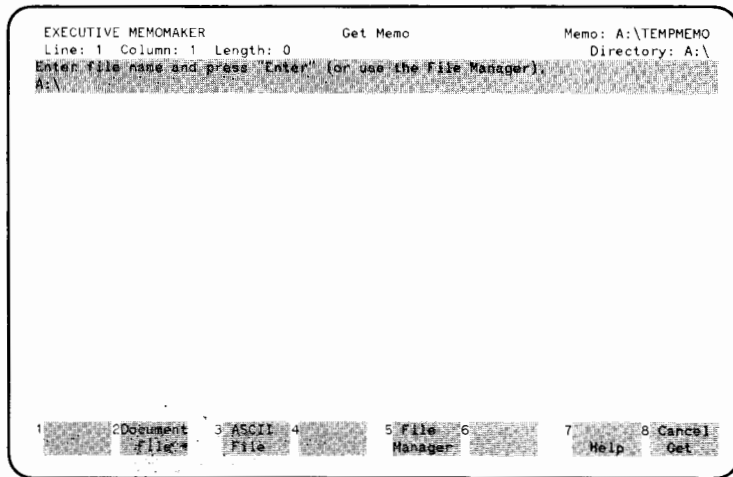 EXECUTIVE MEMOMAKER Get Memo Memo: A:\TEMPMEMO
Line: 1 Column: 1 Length: 0 Directory: A:\
Enter file name and press "Enter" (or use the File Manager).
A:\
1 2 Document 3 ASCII 4 5 File 6 7 8 Cancel
File * File Manager Help Get